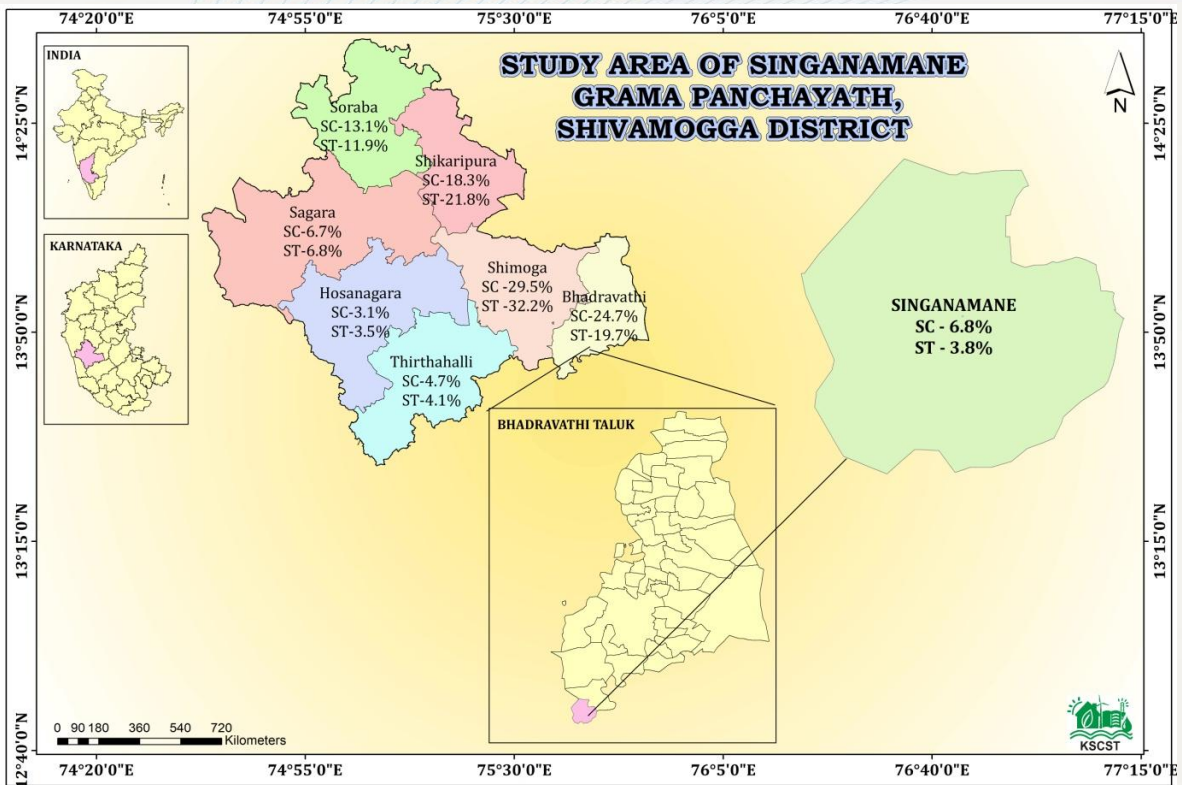 74°20'0"E 74°55'0"E 75°30'0"E 76°5'0"E 76°40'0"E 77°15'0"E
STUDY AREA OF SINGANAMANE
GRAMA PANCHAYATH,
SHIVAMOGGA DISTRICT
N
INDIA
KARNATAKA
14°25'0"N
13°50'0"N
13°15'0"N
12°40'0"N
Soraba
SC-13.1%
ST-11.9%
Shikaripura
SC-18.3%
ST-21.8%
Sagara
SC-6.7%
ST-6.8%
Shimoga
SC -29.5%
ST -32.2%
Bhadravathi
SC-24.7%
ST-19.7%
Hosanagara
SC-3.1%
ST-3.5%
Thirthahalli
SC-4.7%
ST-4.1%
SINGANAMANE
SC - 6.8%
ST - 3.8%
BHADRAVATHI TALUK
14°25'0"N
13°50'0"N
13°15'0"N
0 90 180 360 540 720
Kilometers
KSCST
74°20'0"E 74°55'0"E 75°30'0"E 76°5'0"E 76°40'0"E 77°15'0"E